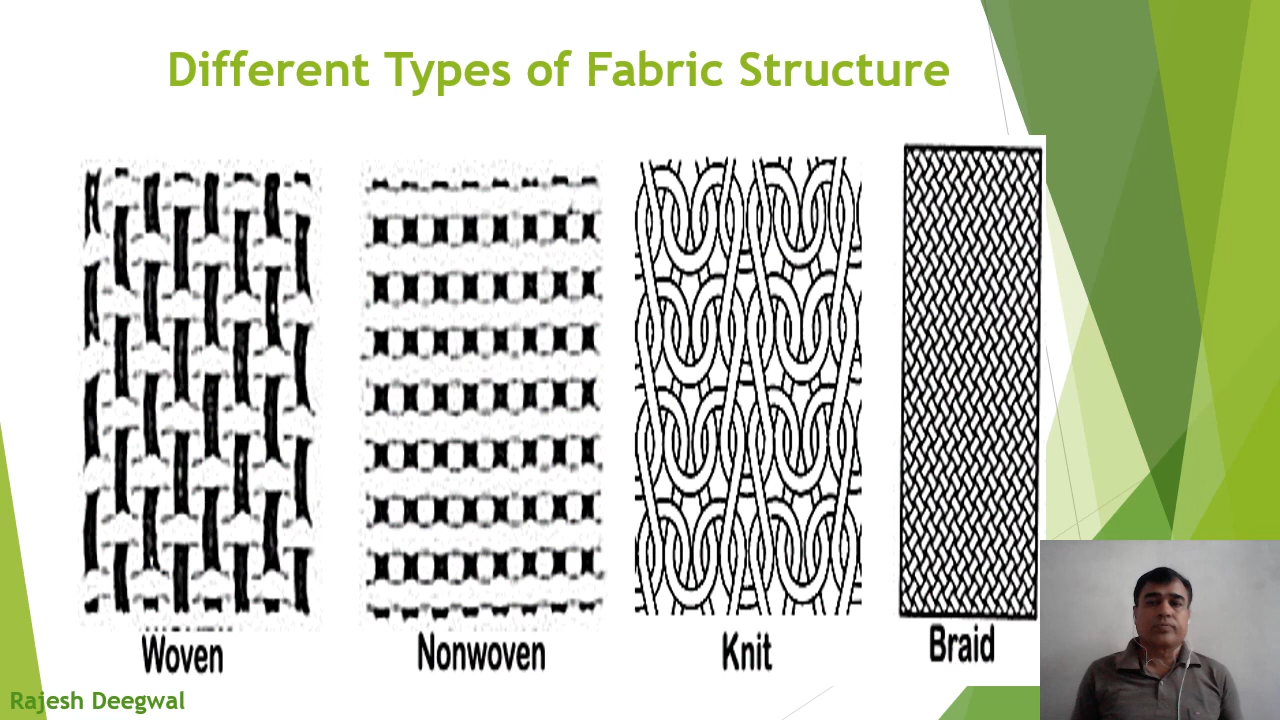 Different Types of Fabric Structure
Woven
Nonwoven
Knit
Braid
Rajesh Deegwal